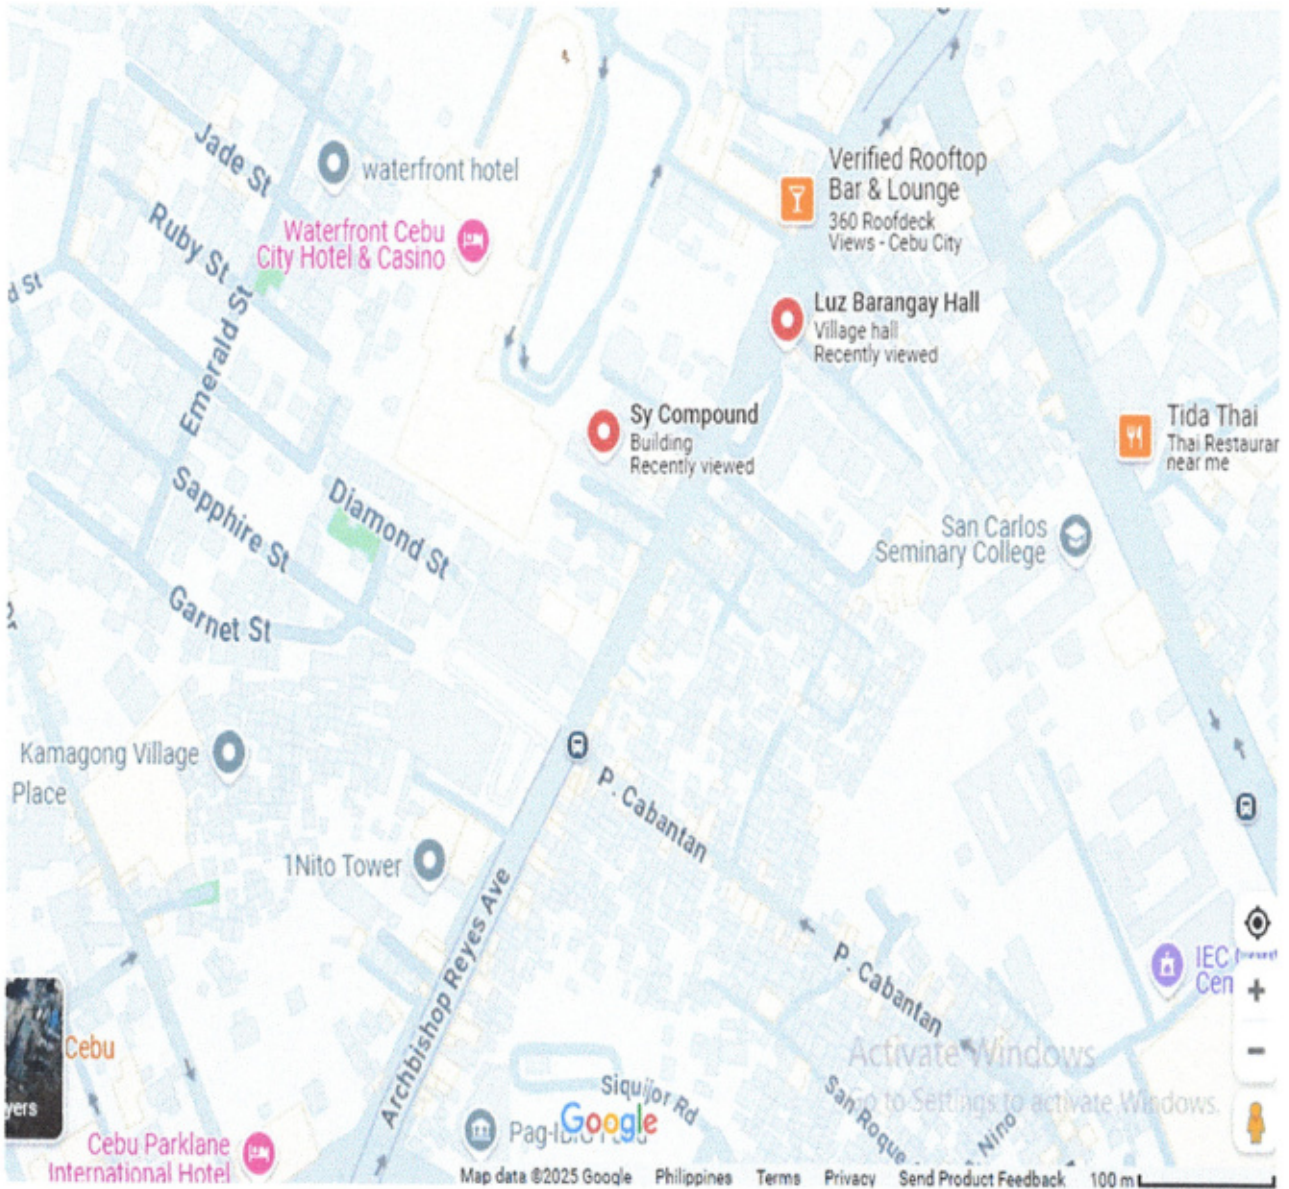 Jade St
waterfront hotel
Verified Rooftop
Bar & Lounge
360 Roofdeck
Views - Cebu City
Ruby St
Waterfront Cebu
City Hotel & Casino
d St
Emerald St
Luz Barangay Hall
Village hall
Recently viewed
Sy Compound
Building
Recently viewed
Tida Thai
Thai Restaurar
near me
Sapphire St
Diamond St
San Carlos
Seminary College
Garnet St
Kamagong Village
Place
P. Cabantan
1Nito Tower
Archbishop Reyes Ave
P. Cabantan
IEC
Cen
Cebu
Activate Windows
Go to Settings to activate Windows.
yers
Siquijor Rd
San Roque
Nino
Google
Cebu Parklane
International Hotel
Map data ©2025 Google Philippines Terms Privacy Send Product Feedback 100 m